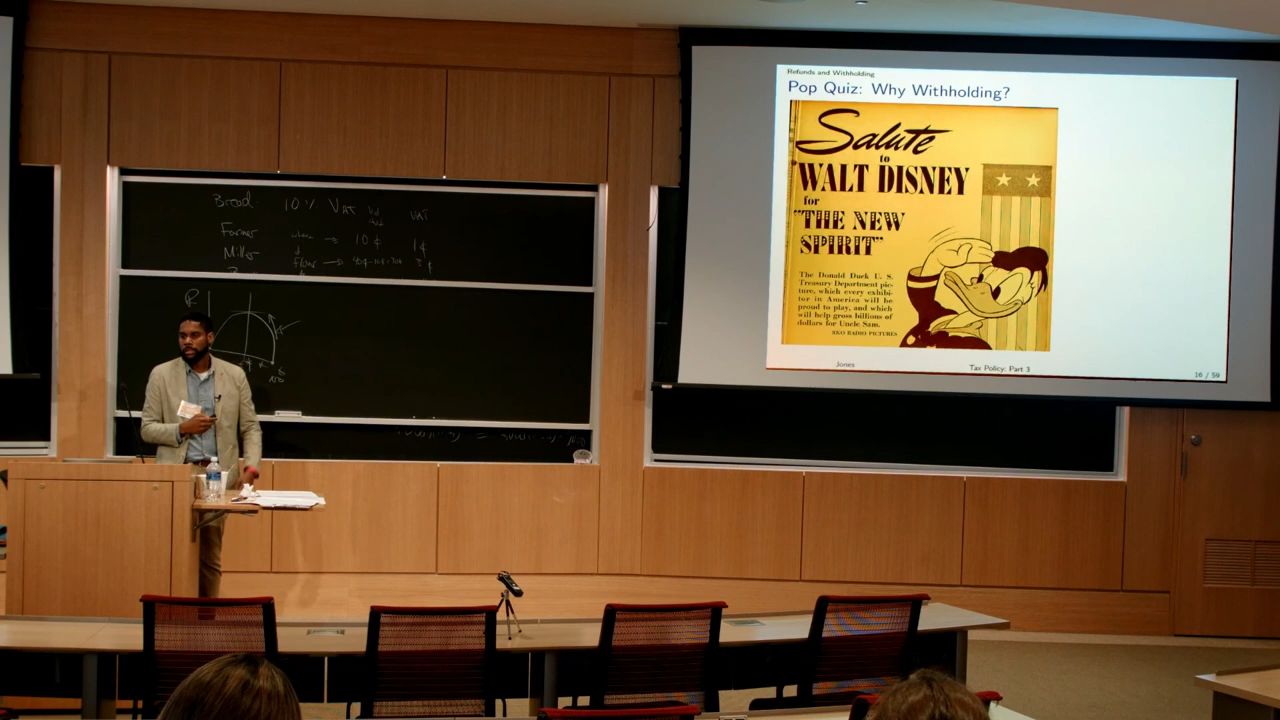 Refunds and Withholding
Pop Quiz: Why Withholding?
Salute
to
WALT DISNEY
for
"THE NEW
SPIRIT"
The Donald Duck U. S.
Treasury Department pic-
ture, which every exhibi-
tor in America will be
proud to play, and which
will help gross billions of
dollars for Uncle Sam.
RKO RADIO PICTURES
Jones
Tax Policy: Part 3
16 / 59
Bread: 10% VAT
VAT
Farmer 10¢ 1¢
Miller flour 3¢
R